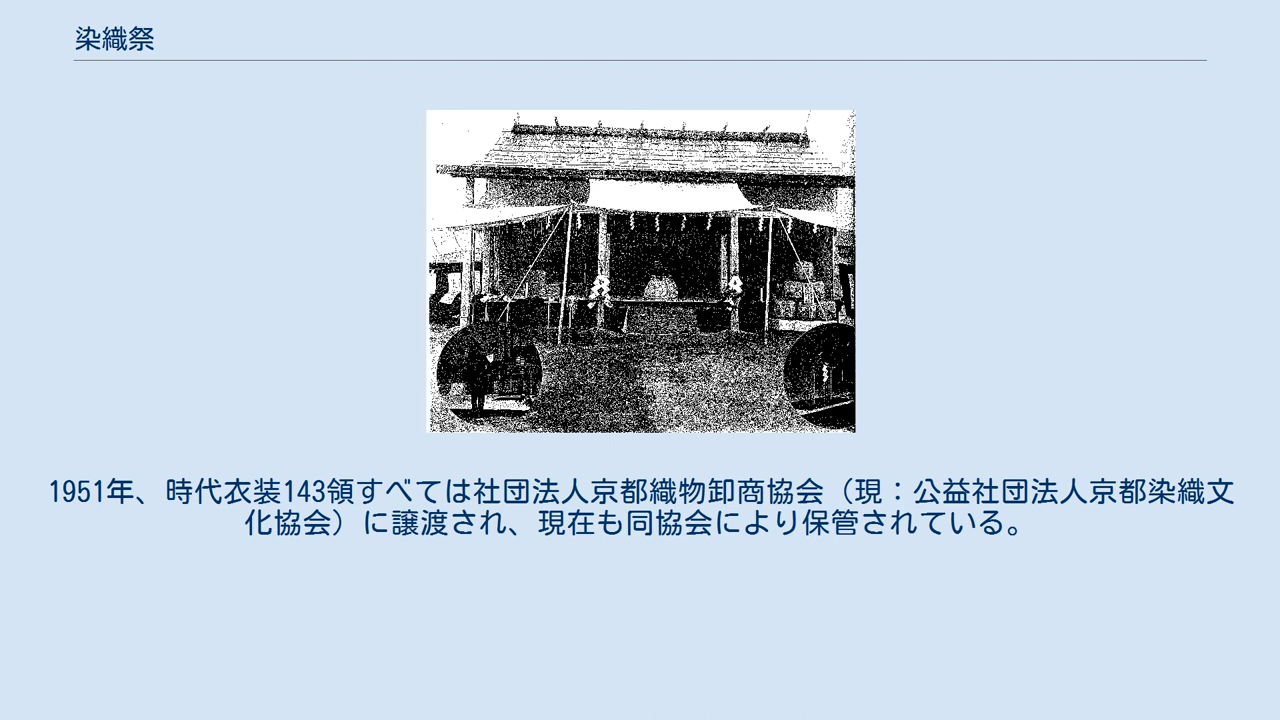 染織祭
1951年、時代衣装143領すべては社団法人京都織物卸商協会（現：公益社団法人京都染織文
化協会）に譲渡され、現在も同協会により保管されている。